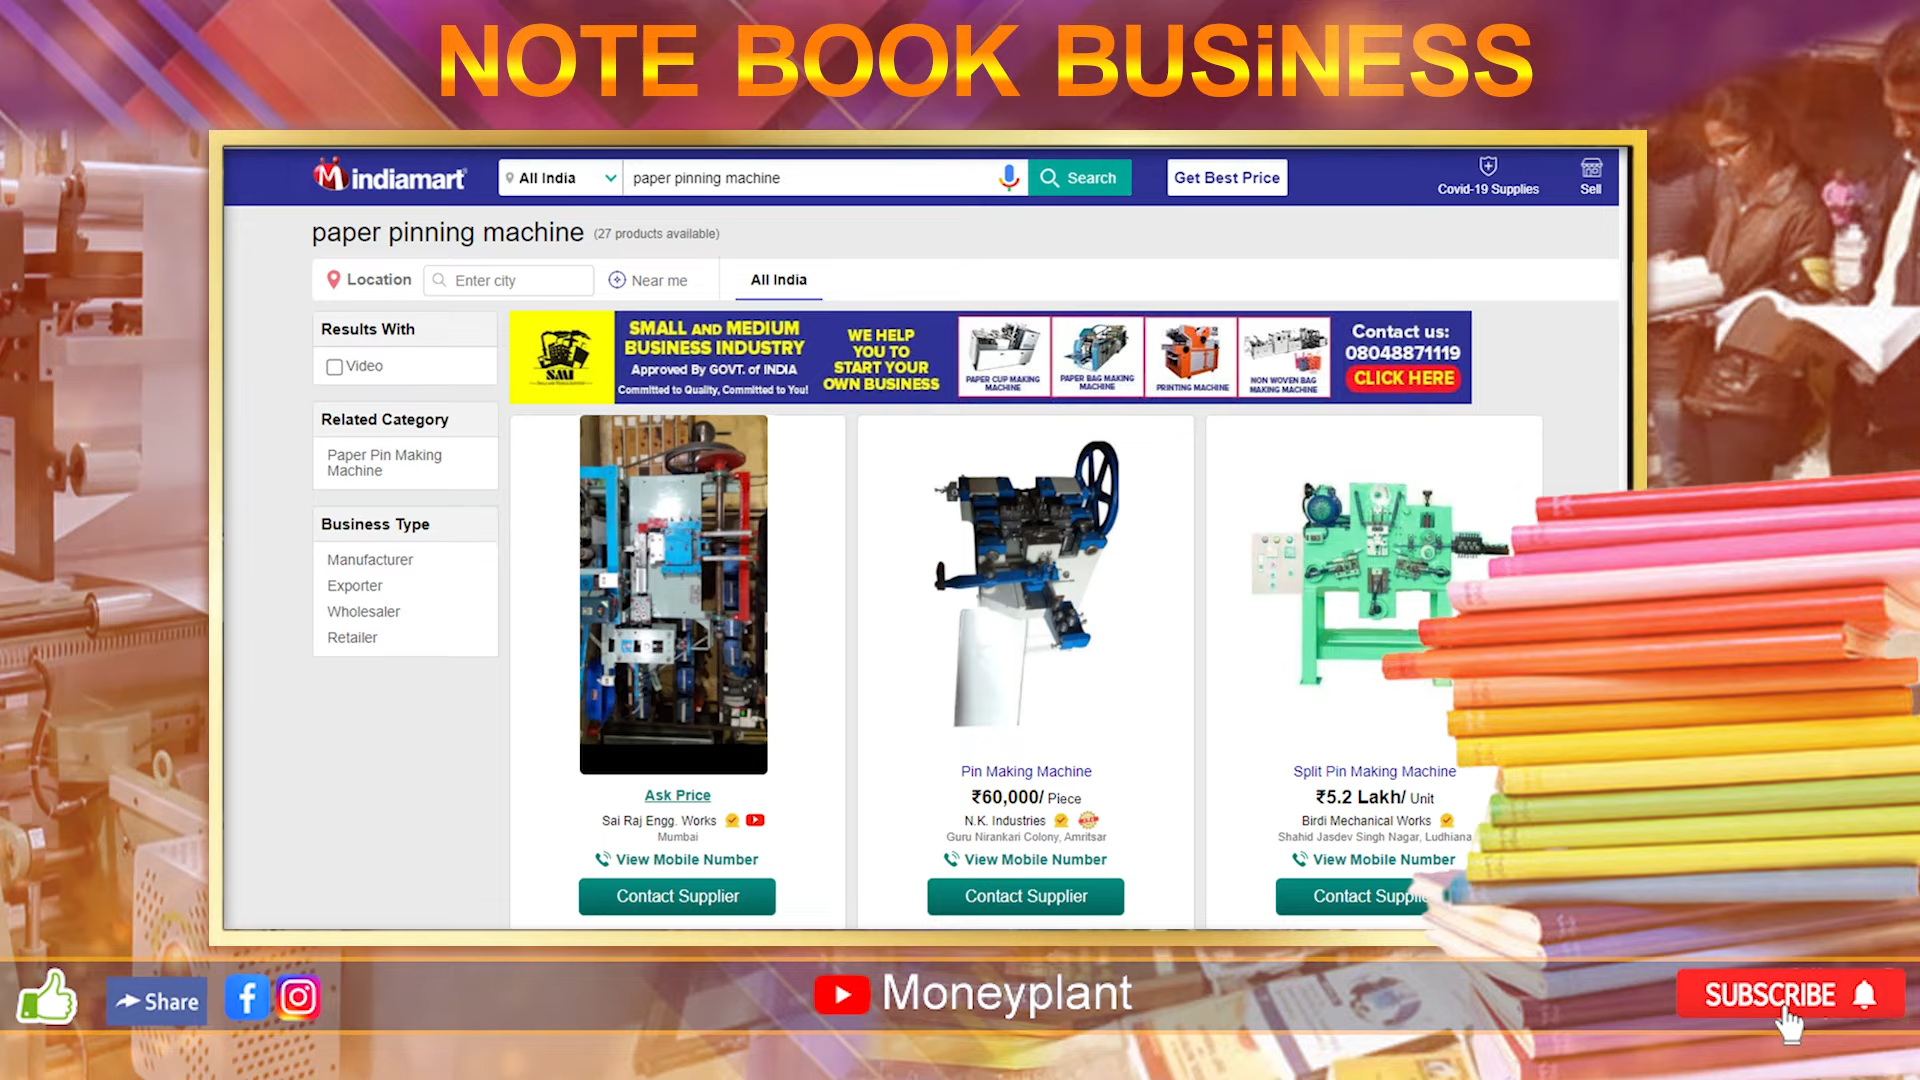 NOTE BOOK BUSiNESS
indiamart
All India
paper pinning machine
Search
Get Best Price
Covid-19 Supplies
Sell
paper pinning machine (27 products available)
Location
Enter city
Near me
All India
Results With
Video
Related Category
Paper Pin Making
Machine
Business Type
Manufacturer
Exporter
Wholesaler
Retailer
SMI
SMALL AND MEDIUM
BUSINESS INDUSTRY
Approved By GOVT. of INDIA
Committed to Quality, Committed to You!
WE HELP
YOU TO
START YOUR
OWN BUSINESS
PAPER CUP MAKING
MACHINE
PAPER BAG MAKING
MACHINE
PRINTING MACHINE
NON WOVEN BAG
MAKING MACHINE
Contact us:
08048871119
CLICK HERE
Ask Price
Sai Raj Engg. Works
Mumbai
View Mobile Number
Contact Supplier
Pin Making Machine
₹60,000/ Piece
N.K. Industries
Guru Nirankari Colony, Amritsar
View Mobile Number
Contact Supplier
Split Pin Making Machine
₹5.2 Lakh/ Unit
Birdi Mechanical Works
Shahid Jasdev Singh Nagar, Ludhiana
View Mobile Number
Contact
Share
Moneyplant
SUBSCRIBE